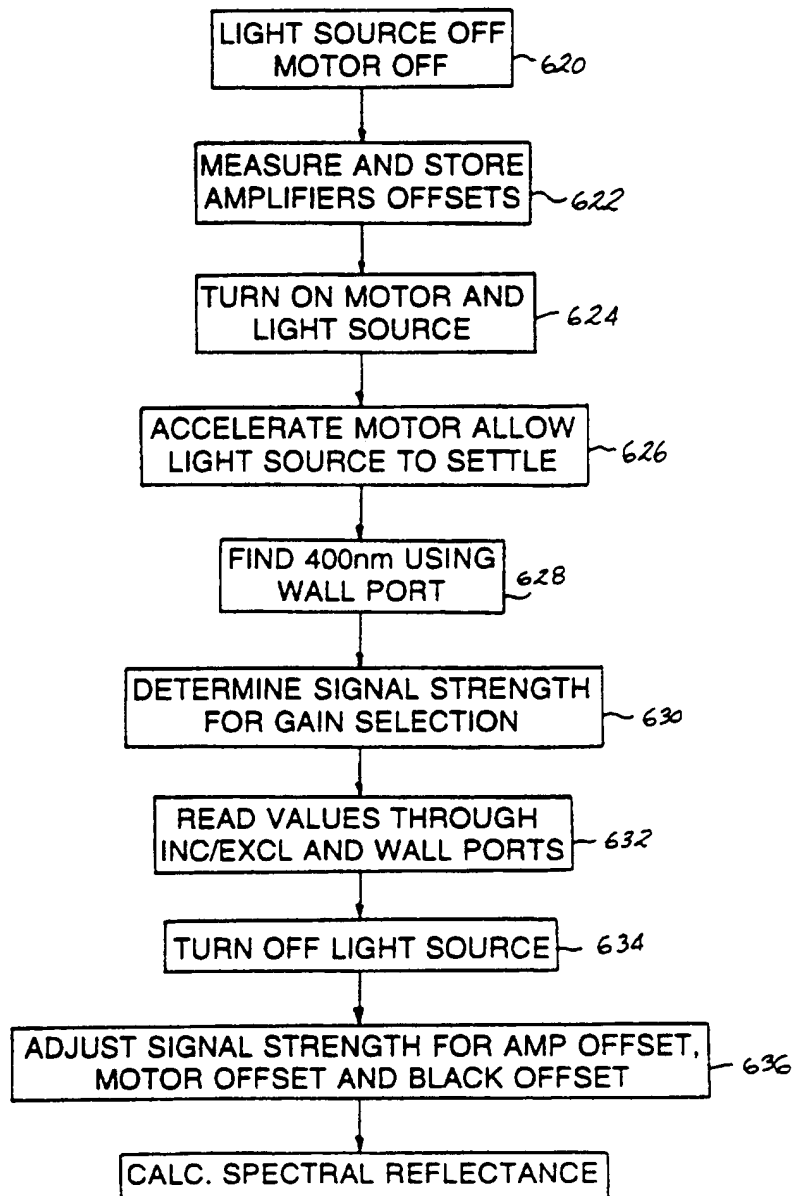 LIGHT SOURCE OFF
MOTOR OFF
620
MEASURE AND STORE
AMPLIFIERS OFFSETS
622
TURN ON MOTOR AND
LIGHT SOURCE
624
ACCELERATE MOTOR ALLOW
LIGHT SOURCE TO SETTLE
626
FIND 400nm USING
WALL PORT
628
DETERMINE SIGNAL STRENGTH
FOR GAIN SELECTION
630
READ VALUES THROUGH
INC/EXCL AND WALL PORTS
632
TURN OFF LIGHT SOURCE
634
ADJUST SIGNAL STRENGTH FOR AMP OFFSET,
MOTOR OFFSET AND BLACK OFFSET
636
CALC. SPECTRAL REFLECTANCE